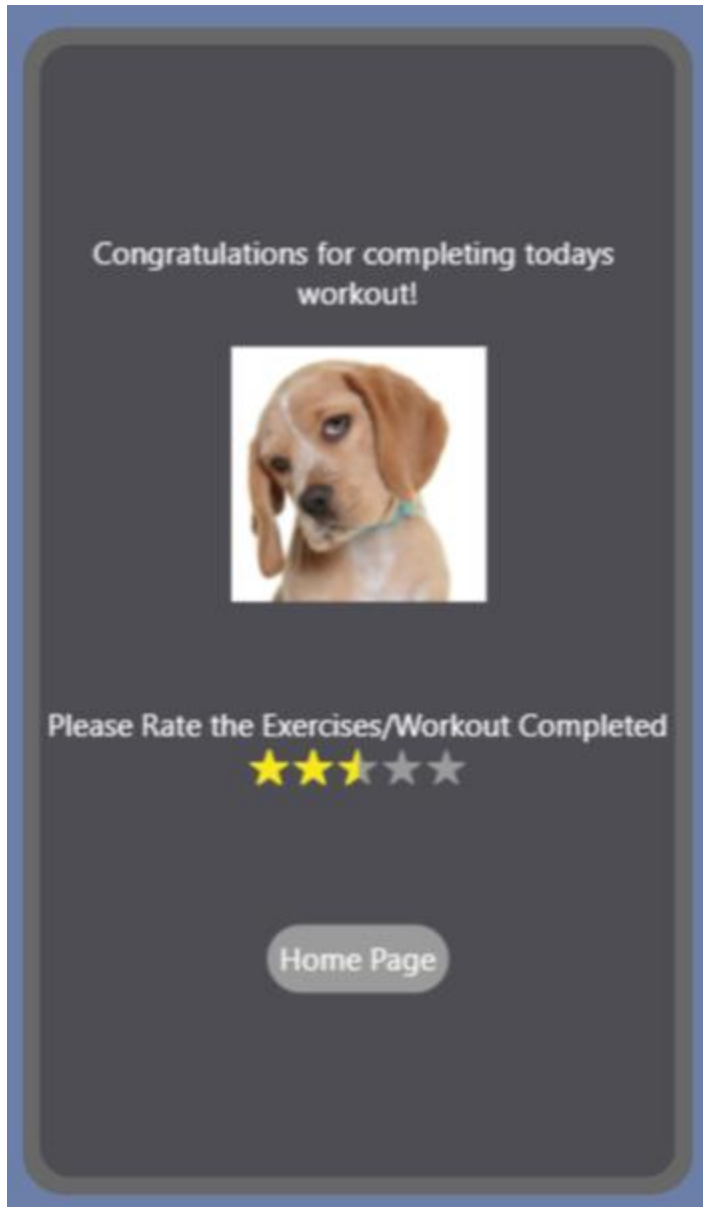 Congratulations for completing todays
workout!
Please Rate the Exercises/Workout Completed
Home Page